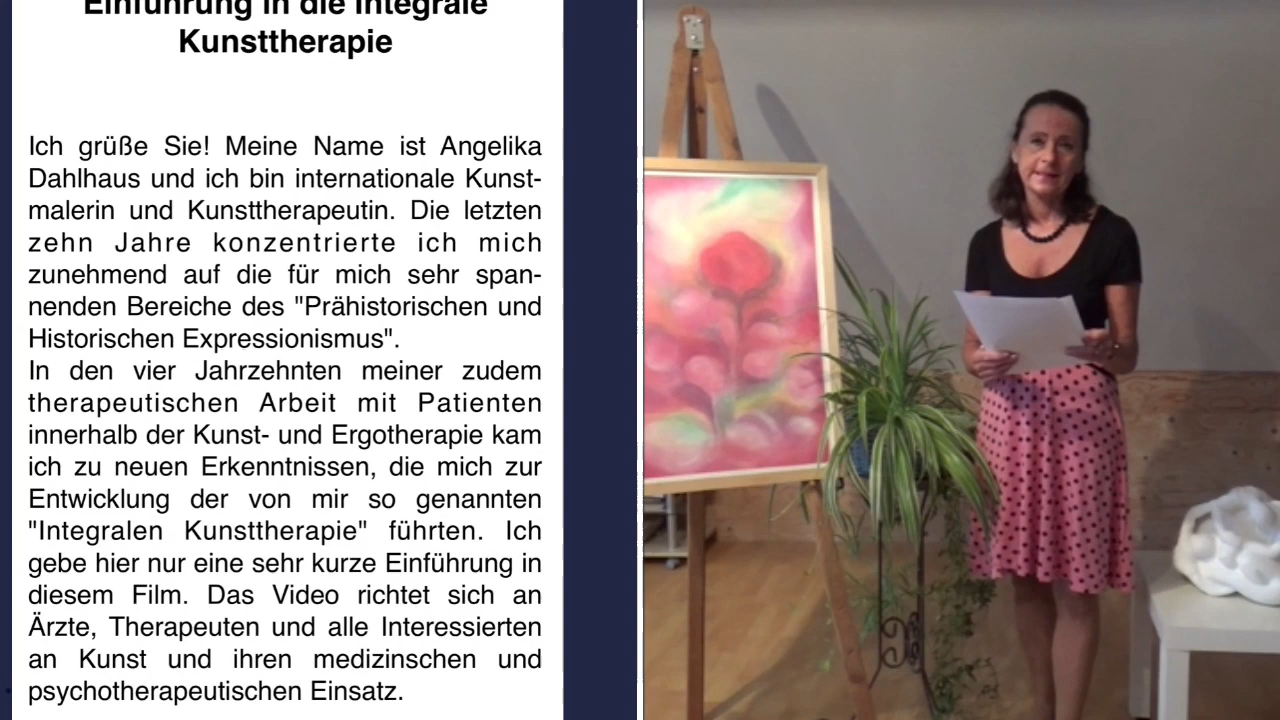 Einführung in die Integrale
Kunsttherapie
Ich grüße Sie! Meine Name ist Angelika
Dahlhaus und ich bin internationale Kunst-
malerin und Kunsttherapeutin. Die letzten
zehn Jahre konzentrierte ich mich
zunehmend auf die für mich sehr span-
nenden Bereiche des "Prähistorischen und
Historischen Expressionismus".
In den vier Jahrzehnten meiner zudem
therapeutischen Arbeit mit Patienten
innerhalb der Kunst- und Ergotherapie kam
ich zu neuen Erkenntnissen, die mich zur
Entwicklung der von mir so genannten
"Integralen Kunsttherapie" führten. Ich
gebe hier nur eine sehr kurze Einführung in
diesem Film. Das Video richtet sich an
Ärzte, Therapeuten und alle Interessierten
an Kunst und ihren medizinschen und
psychotherapeutischen Einsatz.